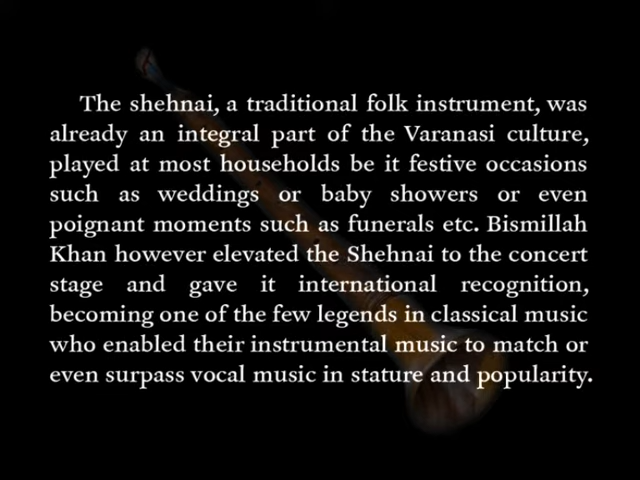 The shehnai, a traditional folk instrument, was
already an integral part of the Varanasi culture,
played at most households be it festive occasions
such as weddings or baby showers or even
poignant moments such as funerals etc. Bismillah
Khan however elevated the Shehnai to the concert
stage and gave it international recognition,
becoming one of the few legends in classical music
who enabled their instrumental music to match or
even surpass vocal music in stature and popularity.